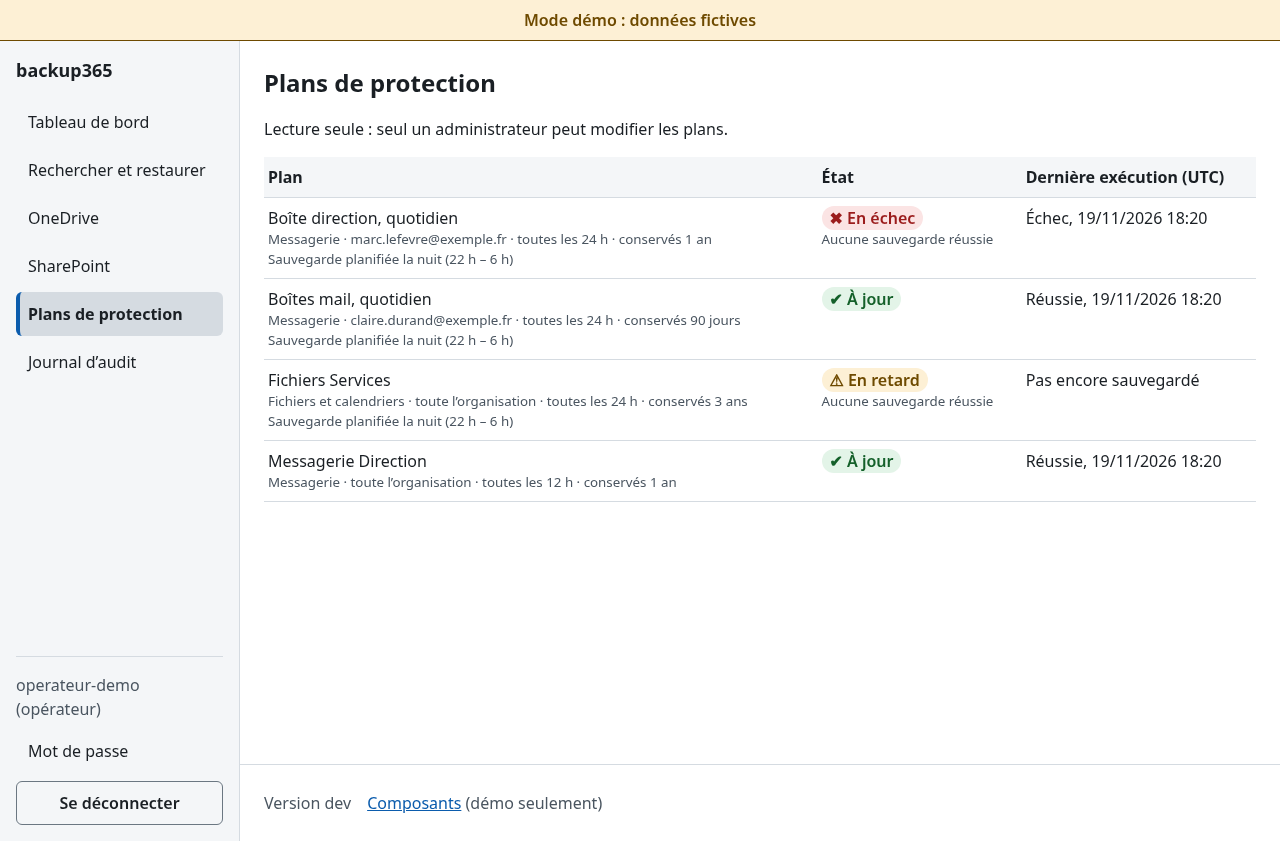 Mode démo : données fictives
backup365
Tableau de bord
Rechercher et restaurer
OneDrive
SharePoint
Plans de protection
Journal d’audit
operateur-demo
(opérateur)
Mot de passe
Se déconnecter
Plans de protection
Lecture seule : seul un administrateur peut modifier les plans.
Plan État Dernière exécution (UTC)
Boîte direction, quotidien ✖ En échec Échec, 19/11/2026 18:20
Messagerie · marc.lefevre@exemple.fr · toutes les 24 h · conservés 1 an Aucune sauvegarde réussie
Sauvegarde planifiée la nuit (22 h – 6 h)
Boîtes mail, quotidien ✔ À jour Réussie, 19/11/2026 18:20
Messagerie · claire.durand@exemple.fr · toutes les 24 h · conservés 90 jours
Sauvegarde planifiée la nuit (22 h – 6 h)
Fichiers Services ⚠ En retard Pas encore sauvegardé
Fichiers et calendriers · toute l’organisation · toutes les 24 h · conservés 3 ans Aucune sauvegarde réussie
Sauvegarde planifiée la nuit (22 h – 6 h)
Messagerie Direction ✔ À jour Réussie, 19/11/2026 18:20
Messagerie · toute l’organisation · toutes les 12 h · conservés 1 an
Version dev Composants (démo seulement)